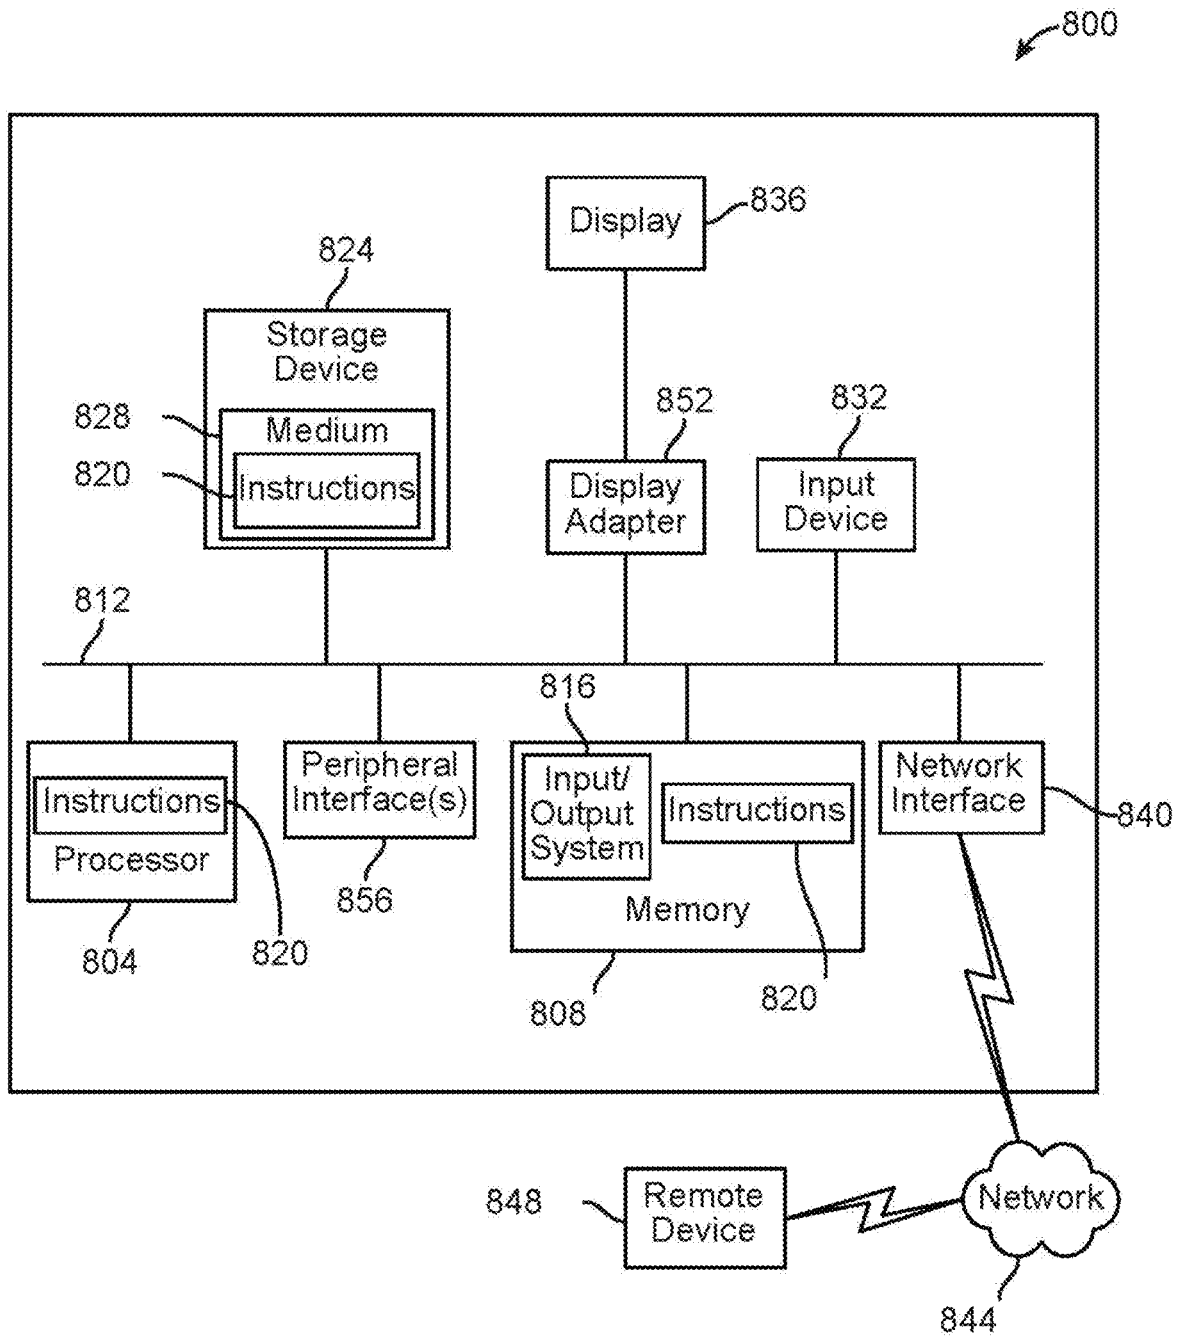 800
Display
836
824
Storage
Device
828
Medium
820
Instructions
852
Display
Adapter
832
Input
Device
812
816
Instructions
Processor
804
820
Peripheral
Interface(s)
856
Input/
Output
System
Instructions
Memory
808
820
Network
Interface
840
848
Remote
Device
Network
844